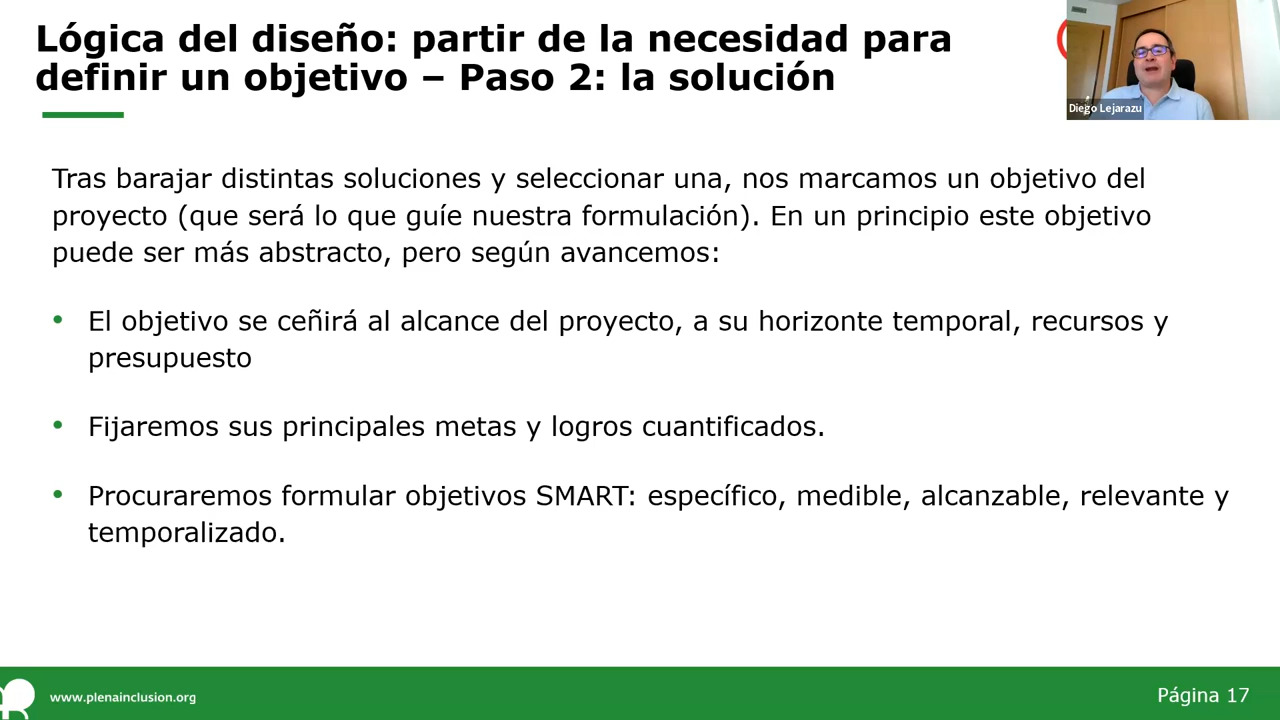 Lógica del diseño: partir de la necesidad para
definir un objetivo – Paso 2: la solución
Diego Lejarazu
Tras barajar distintas soluciones y seleccionar una, nos marcamos un objetivo del
proyecto (que será lo que guíe nuestra formulación). En un principio este objetivo
puede ser más abstracto, pero según avancemos:
• El objetivo se ceñirá al alcance del proyecto, a su horizonte temporal, recursos y
presupuesto
• Fijaremos sus principales metas y logros cuantificados.
• Procuraremos formular objetivos SMART: específico, medible, alcanzable, relevante y
temporalizado.
www.plenainclusion.org
Página 17